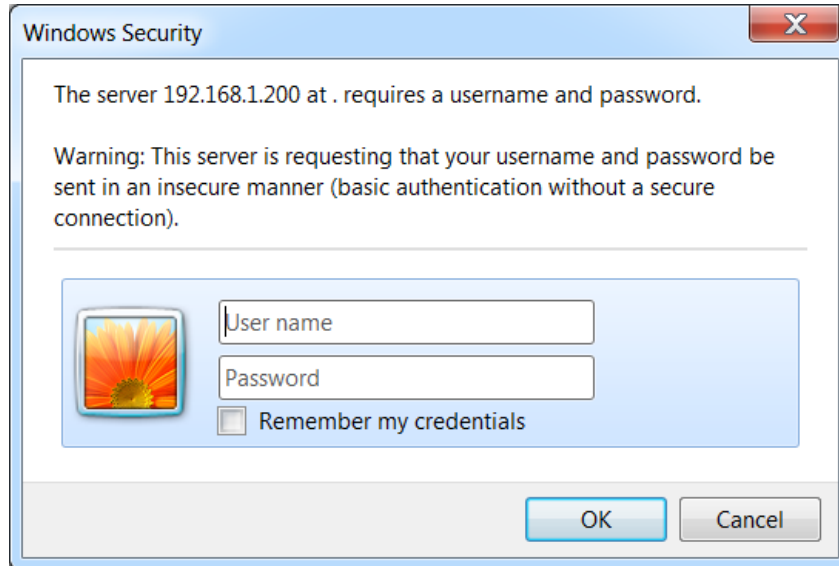 Windows Security
The server 192.168.1.200 at . requires a username and password.
Warning: This server is requesting that your username and password be
sent in an insecure manner (basic authentication without a secure
connection).
User name
Password
Remember my credentials
OK
Cancel